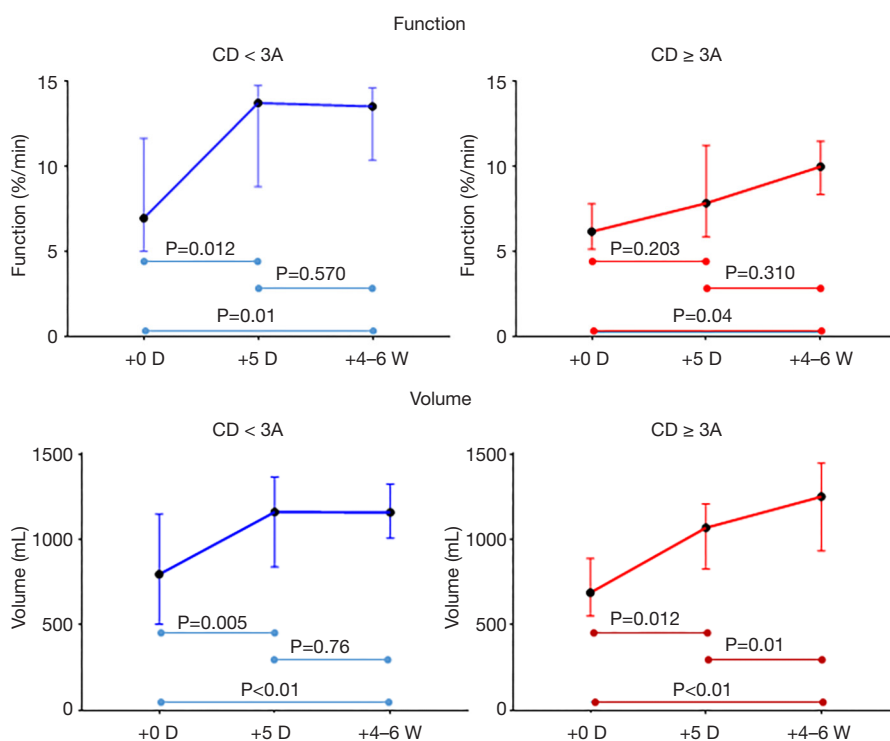 Function
CD < 3A
CD ≥ 3A
Function (%/min)
15
10
5
0
P=0.012
P=0.570
P=0.01
+0 D
+5 D
+4–6 W
Function (%/min)
15
10
5
0
P=0.203
P=0.310
P=0.04
+0 D
+5 D
+4–6 W
Volume
CD < 3A
CD ≥ 3A
Volume (mL)
1500
1000
500
0
P=0.005
P=0.76
P<0.01
+0 D
+5 D
+4–6 W
Volume (mL)
1500
1000
500
0
P=0.012
P=0.01
P<0.01
+0 D
+5 D
+4–6 W